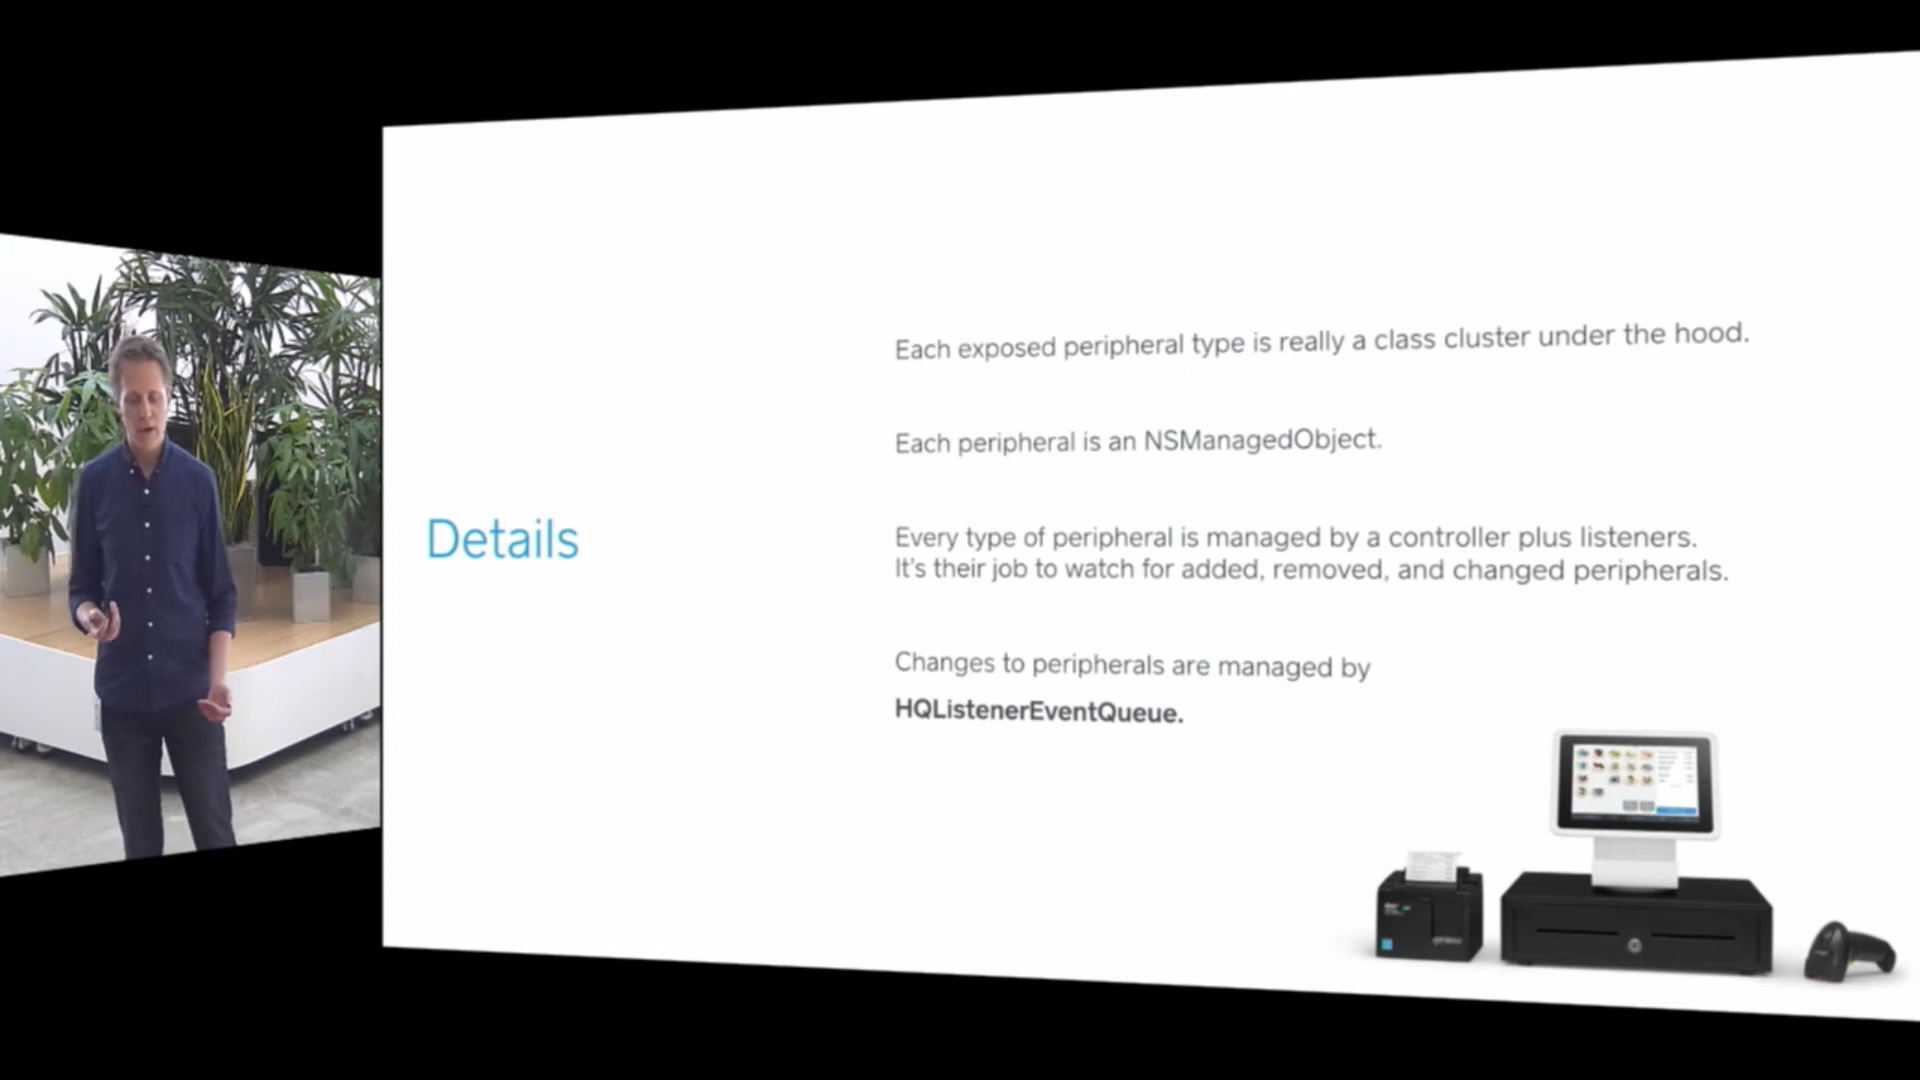 Details
Each exposed peripheral type is really a class cluster under the hood.
Each peripheral is an NSManagedObject.
Every type of peripheral is managed by a controller plus listeners.
It's their job to watch for added, removed, and changed peripherals.
Changes to peripherals are managed by
HQListenerEventQueue.